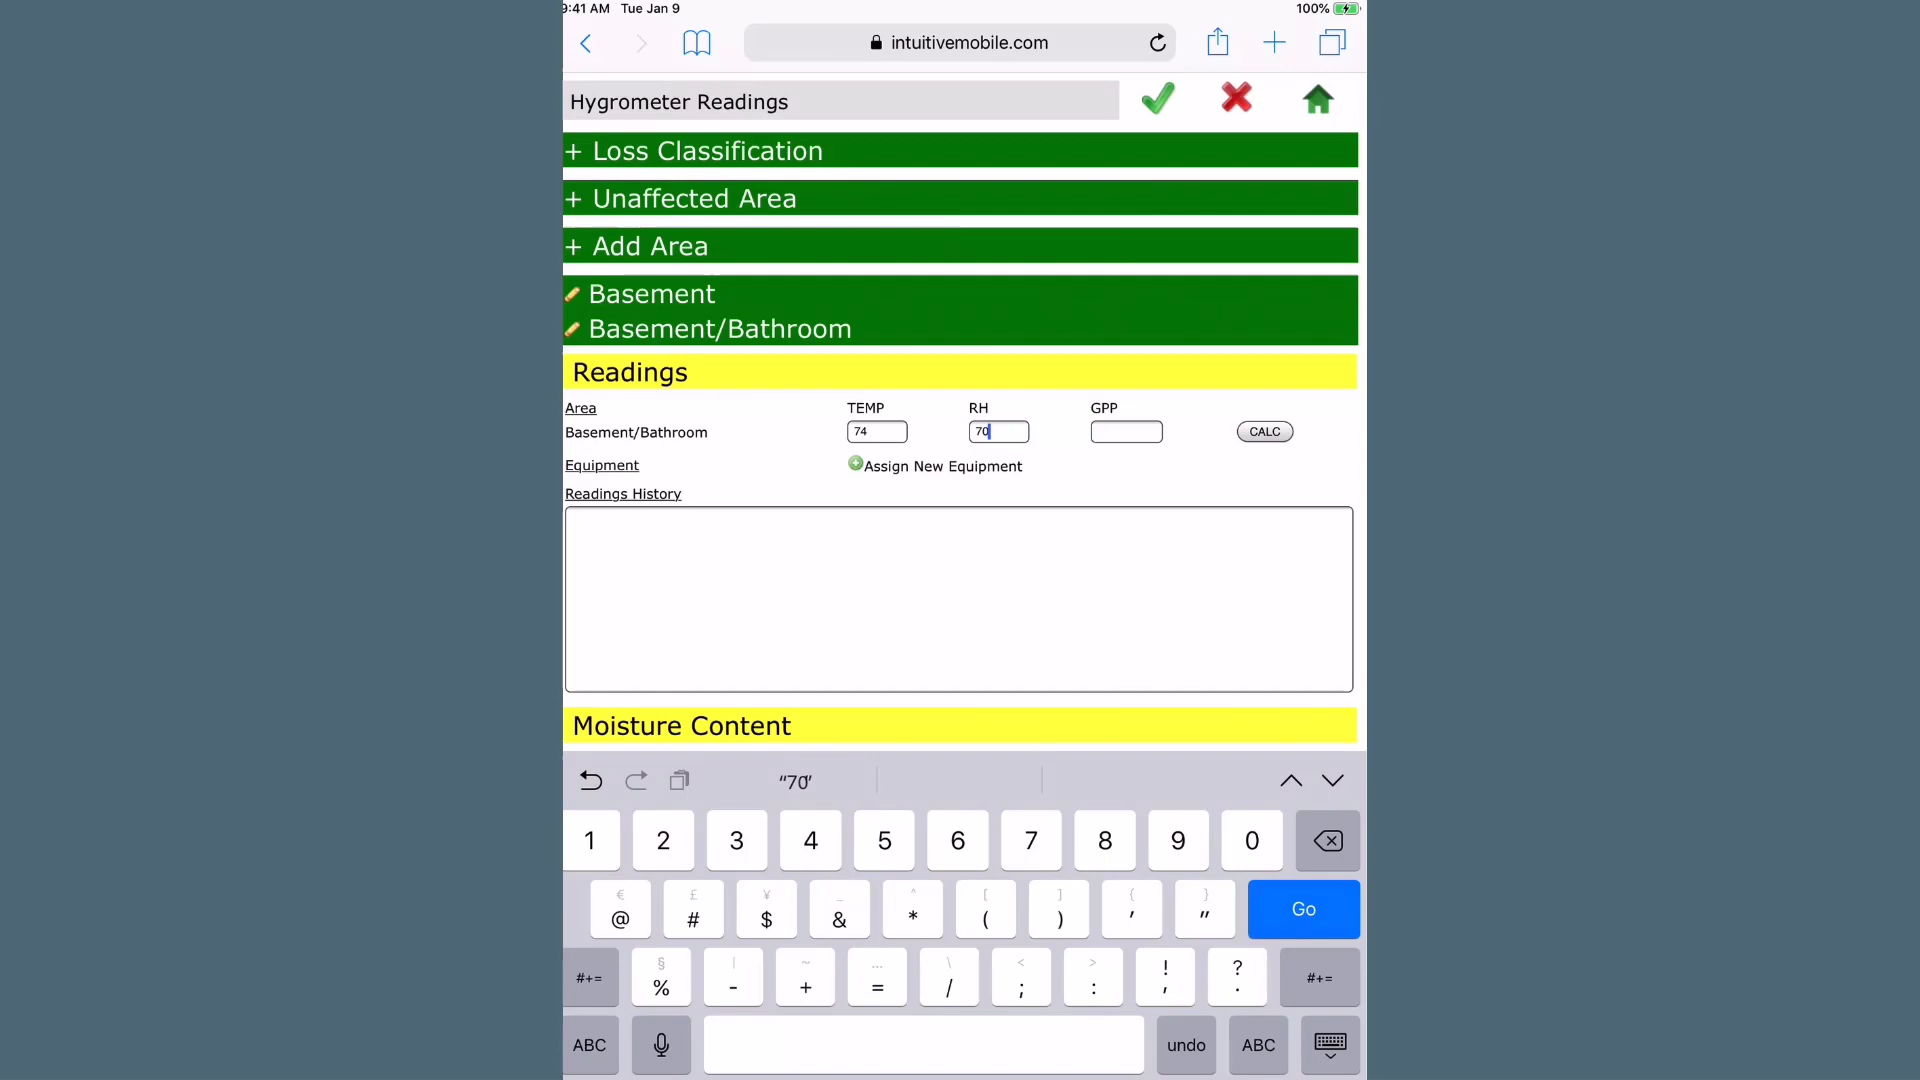 9:41 AM Tue Jan 9 100%
intuitivemobile.com
Hygrometer Readings
+ Loss Classification
+ Unaffected Area
+ Add Area
Basement
Basement/Bathroom
Readings
Area TEMP RH GPP
Basement/Bathroom 74 70 CALC
Equipment Assign New Equipment
Readings History
Moisture Content
“70”
1 2 3 4 5 6 7 8 9 0
€ £ ¥ _ ^ [ ] { }
@ # $ & * ( ) ' " Go
§ | ~ … \ < > ! ?
#+= % - + = / ; : , . #+=
ABC undo ABC